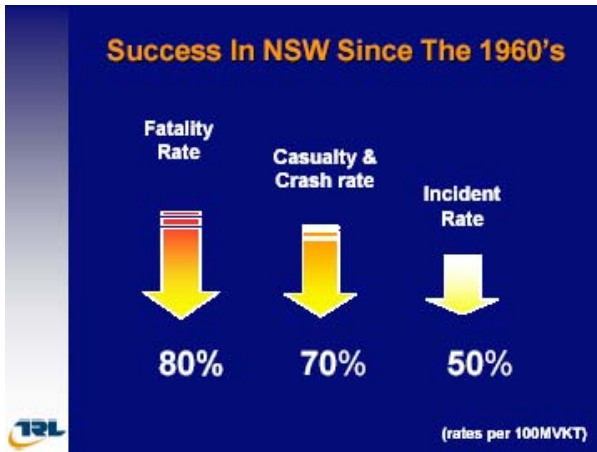 Success In NSW Since The 1960's
Fatality
Rate
Casualty &
Crash rate
Incident
Rate
80%
70%
50%
TRL
(rates per 100MVKT)